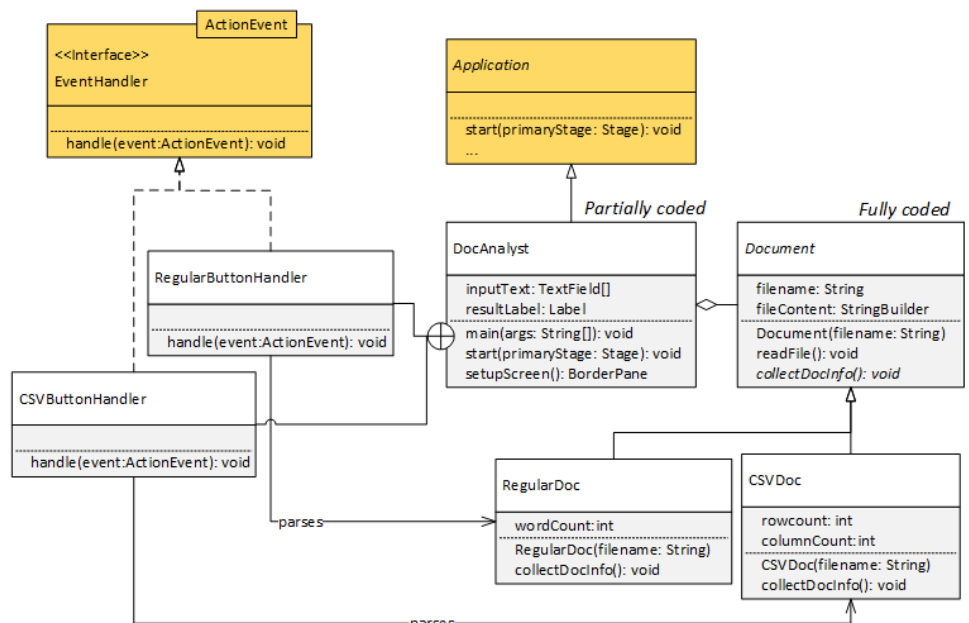 ActionEvent
<<Interface>>
EventHandler
handle(event:ActionEvent): void
Application
start(primaryStage: Stage): void
...
Partially coded
Fully coded
RegularButtonHandler
handle(event:ActionEvent): void
DocAnalyst
inputText: TextField[]
resultLabel: Label
main(args: String[]): void
start(primaryStage: Stage): void
setupScreen(): BorderPane
Document
filename: String
fileContent: StringBuilder
Document(filename: String)
readFile(): void
collectDocInfo(): void
CSVButtonHandler
handle(event:ActionEvent): void
RegularDoc
wordCount:int
RegularDoc(filename: String)
collectDocInfo(): void
CSVDoc
rowcount: int
columnCount:int
CSVDoc(filename: String)
collectDocInfo(): void
parses
parses